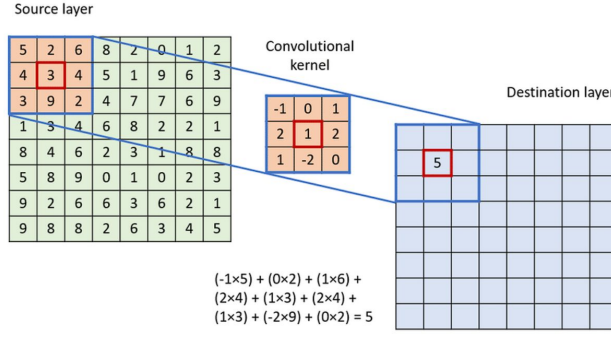 Source layer
Convolutional
kernel
Destination layer
5 2 6 8 2 0 1 2
4 3 4 5 1 9 6 3
3 9 2 4 7 7 6 9
1 3 4 6 8 2 2 1
8 4 6 2 3 1 8 8
5 8 9 0 1 0 2 3
9 2 6 6 3 6 2 1
9 8 8 2 6 3 4 5
-1 0 1
2 1 2
1 -2 0
5
(-1×5) + (0×2) + (1×6) +
(2×4) + (1×3) + (2×4) +
(1×3) + (-2×9) + (0×2) = 5